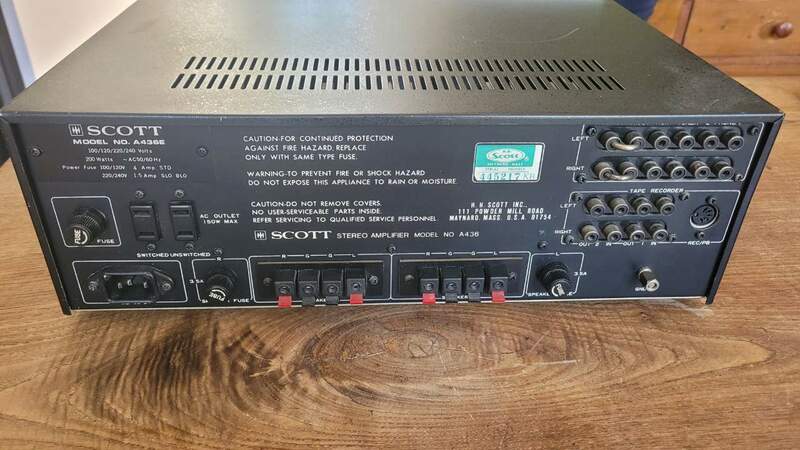 SCOTT
MODEL NO. A436E
100/120/220/240 Volts
200 Watts ~AC50/60Hz
Power Fuse 100/120V 4 Amp STD
220/240V 1.5 Amp SLO BLO
CAUTION-FOR CONTINUED PROTECTION
AGAINST FIRE HAZARD, REPLACE
ONLY WITH SAME TYPE FUSE.
WARNING-TO PREVENT FIRE OR SHOCK HAZARD
DO NOT EXPOSE THIS APPLIANCE TO RAIN OR MOISTURE.
CAUTION-DO NOT REMOVE COVERS.
NO USER-SERVICEABLE PARTS INSIDE.
REFER SERVICING TO QUALIFIED SERVICE PERSONNEL.
SCOTT STEREO AMPLIFIER MODEL NO A436
Scott
445217KR
H.H. SCOTT INC.
111 POWDER MILL ROAD
MAYNARD MASS. U.S.A. 01754
LEFT
RIGHT
TAPE RECORDER
LEFT
RIGHT
OUT 2 IN OUT 1 IN
REC/PB
FUSE
FUSE
AC OUTLET
150W MAX
SWITCHED UNSWITCHED
R
3.5A
FUSE
R G G L
R G G L
L
3.5A